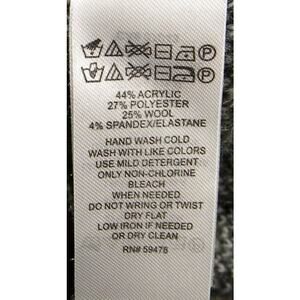 44% ACRYLIC
27% POLYESTER
25% WOOL
4% SPANDEX/ELASTANE
HAND WASH COLD
WASH WITH LIKE COLORS
USE MILD DETERGENT
ONLY NON-CHLORINE
BLEACH
WHEN NEEDED
DO NOT WRING OR TWIST
DRY FLAT
LOW IRON IF NEEDED
OR DRY CLEAN
RN# 59478